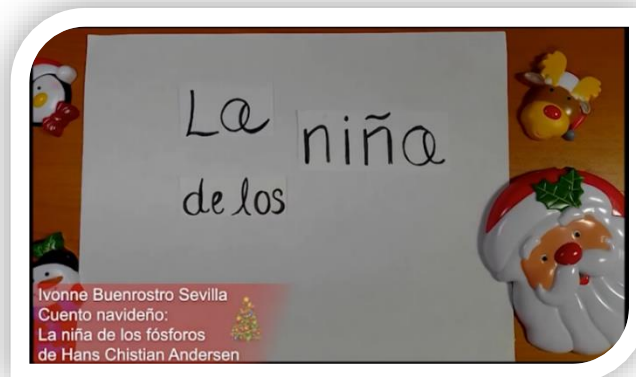 La niña
de los
Ivonne Buenrostro Sevilla
Cuento navideño:
La niña de los fósforos
de Hans Chistian Andersen